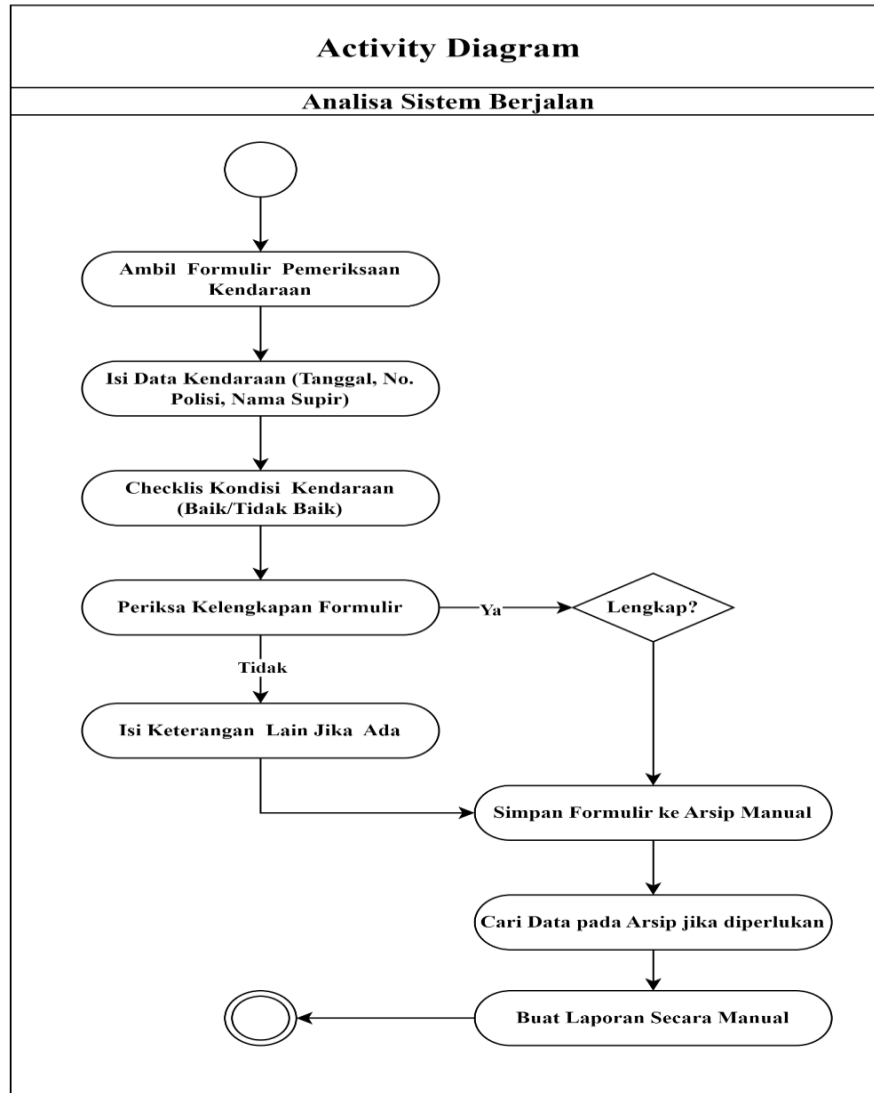 Activity Diagram
Analisa Sistem Berjalan
Ambil Formulir Pemeriksaan
Kendaraan
Isi Data Kendaraan (Tanggal, No.
Polisi, Nama Supir)
Checklis Kondisi Kendaraan
(Baik/Tidak Baik)
Periksa Kelengkapan Formulir
Ya
Lengkap?
Tidak
Isi Keterangan Lain Jika Ada
Simpan Formulir ke Arsip Manual
Cari Data pada Arsip jika diperlukan
Buat Laporan Secara Manual